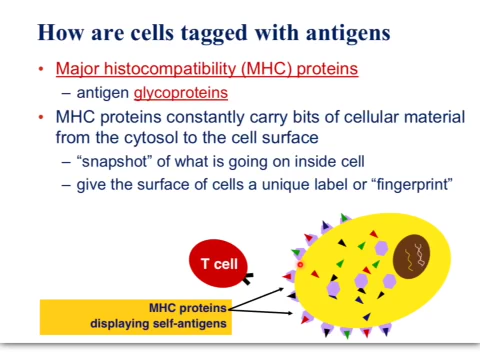 How are cells tagged with antigens
• Major histocompatibility (MHC) proteins
– antigen glycoproteins
• MHC proteins constantly carry bits of cellular material
from the cytosol to the cell surface
– “snapshot” of what is going on inside cell
– give the surface of cells a unique label or “fingerprint”
T cell
MHC proteins
displaying self-antigens